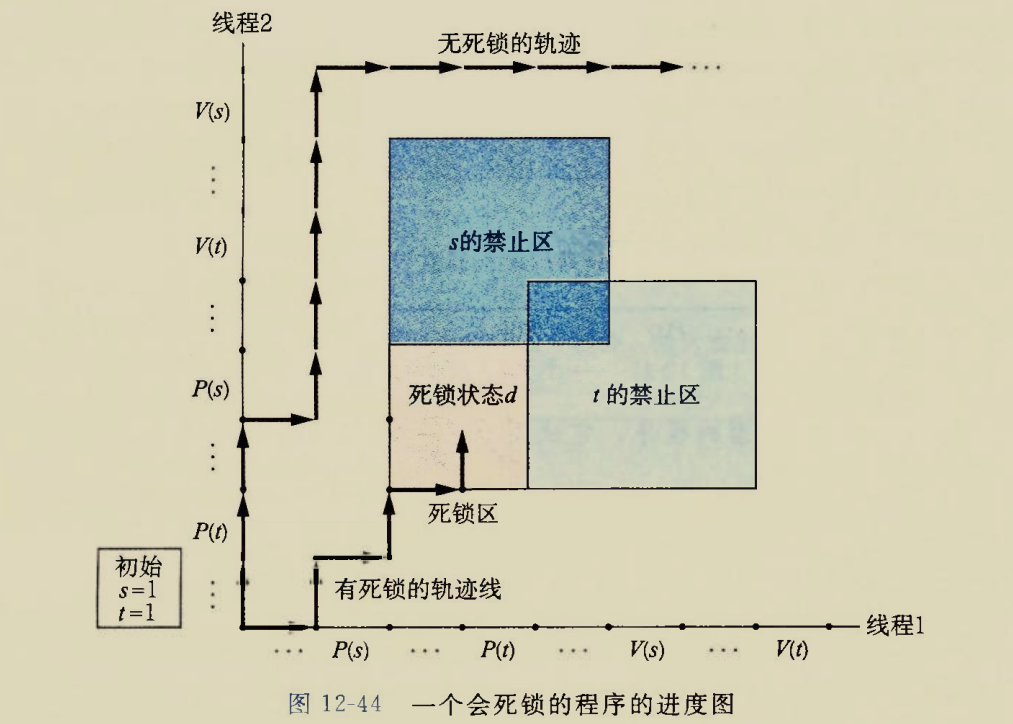 线程2
无死锁的轨迹
···
V(s)
⋮
s的禁止区
V(t)
⋮
P(s)
死锁状态d
t 的禁止区
⋮
死锁区
P(t)
初始
s=1
t=1
⋮
有死锁的轨迹线
线程1
··· P(s) ··· P(t) ··· V(s) ··· V(t)
图 12-44 一个会死锁的程序的进度图